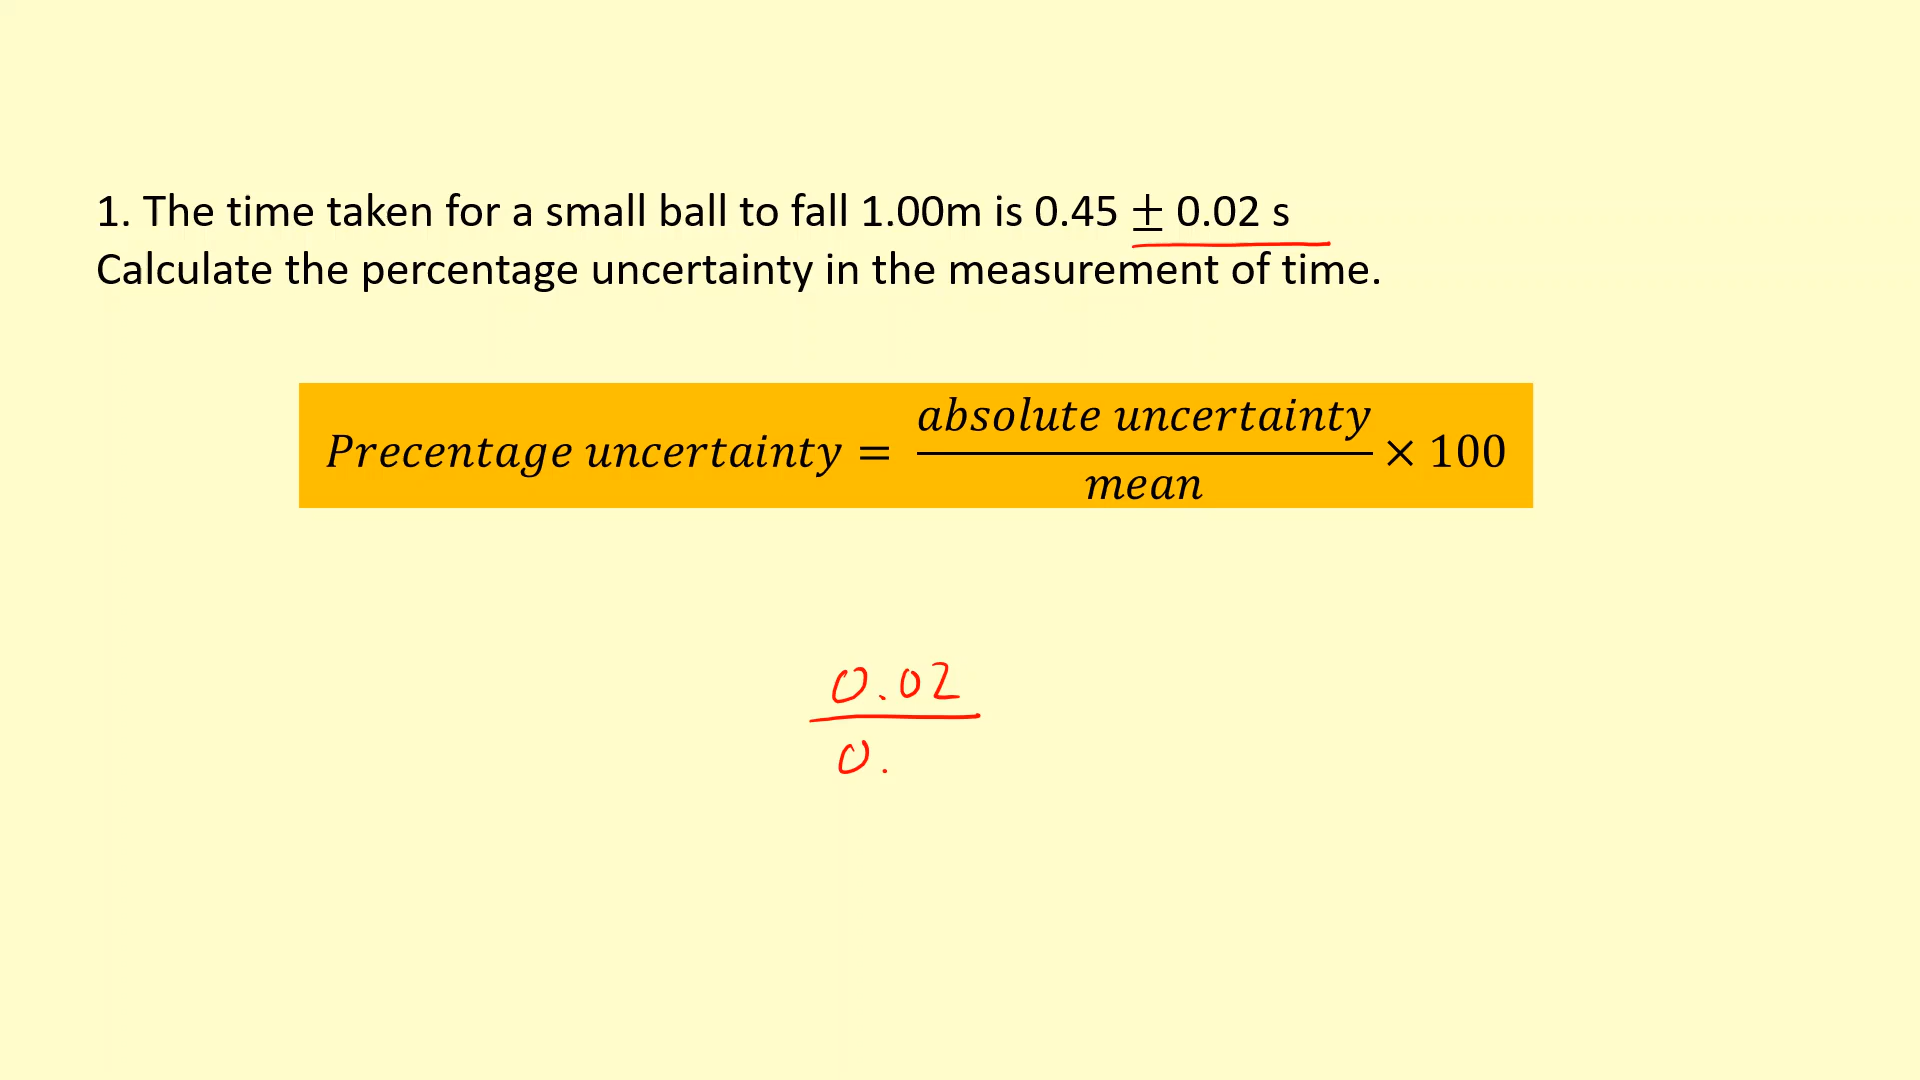 1. The time taken for a small ball to fall 1.00m is 0.45 ± 0.02 s
Calculate the percentage uncertainty in the measurement of time.
Precentage uncertainty = absolute uncertainty / mean × 100
0.02
0.